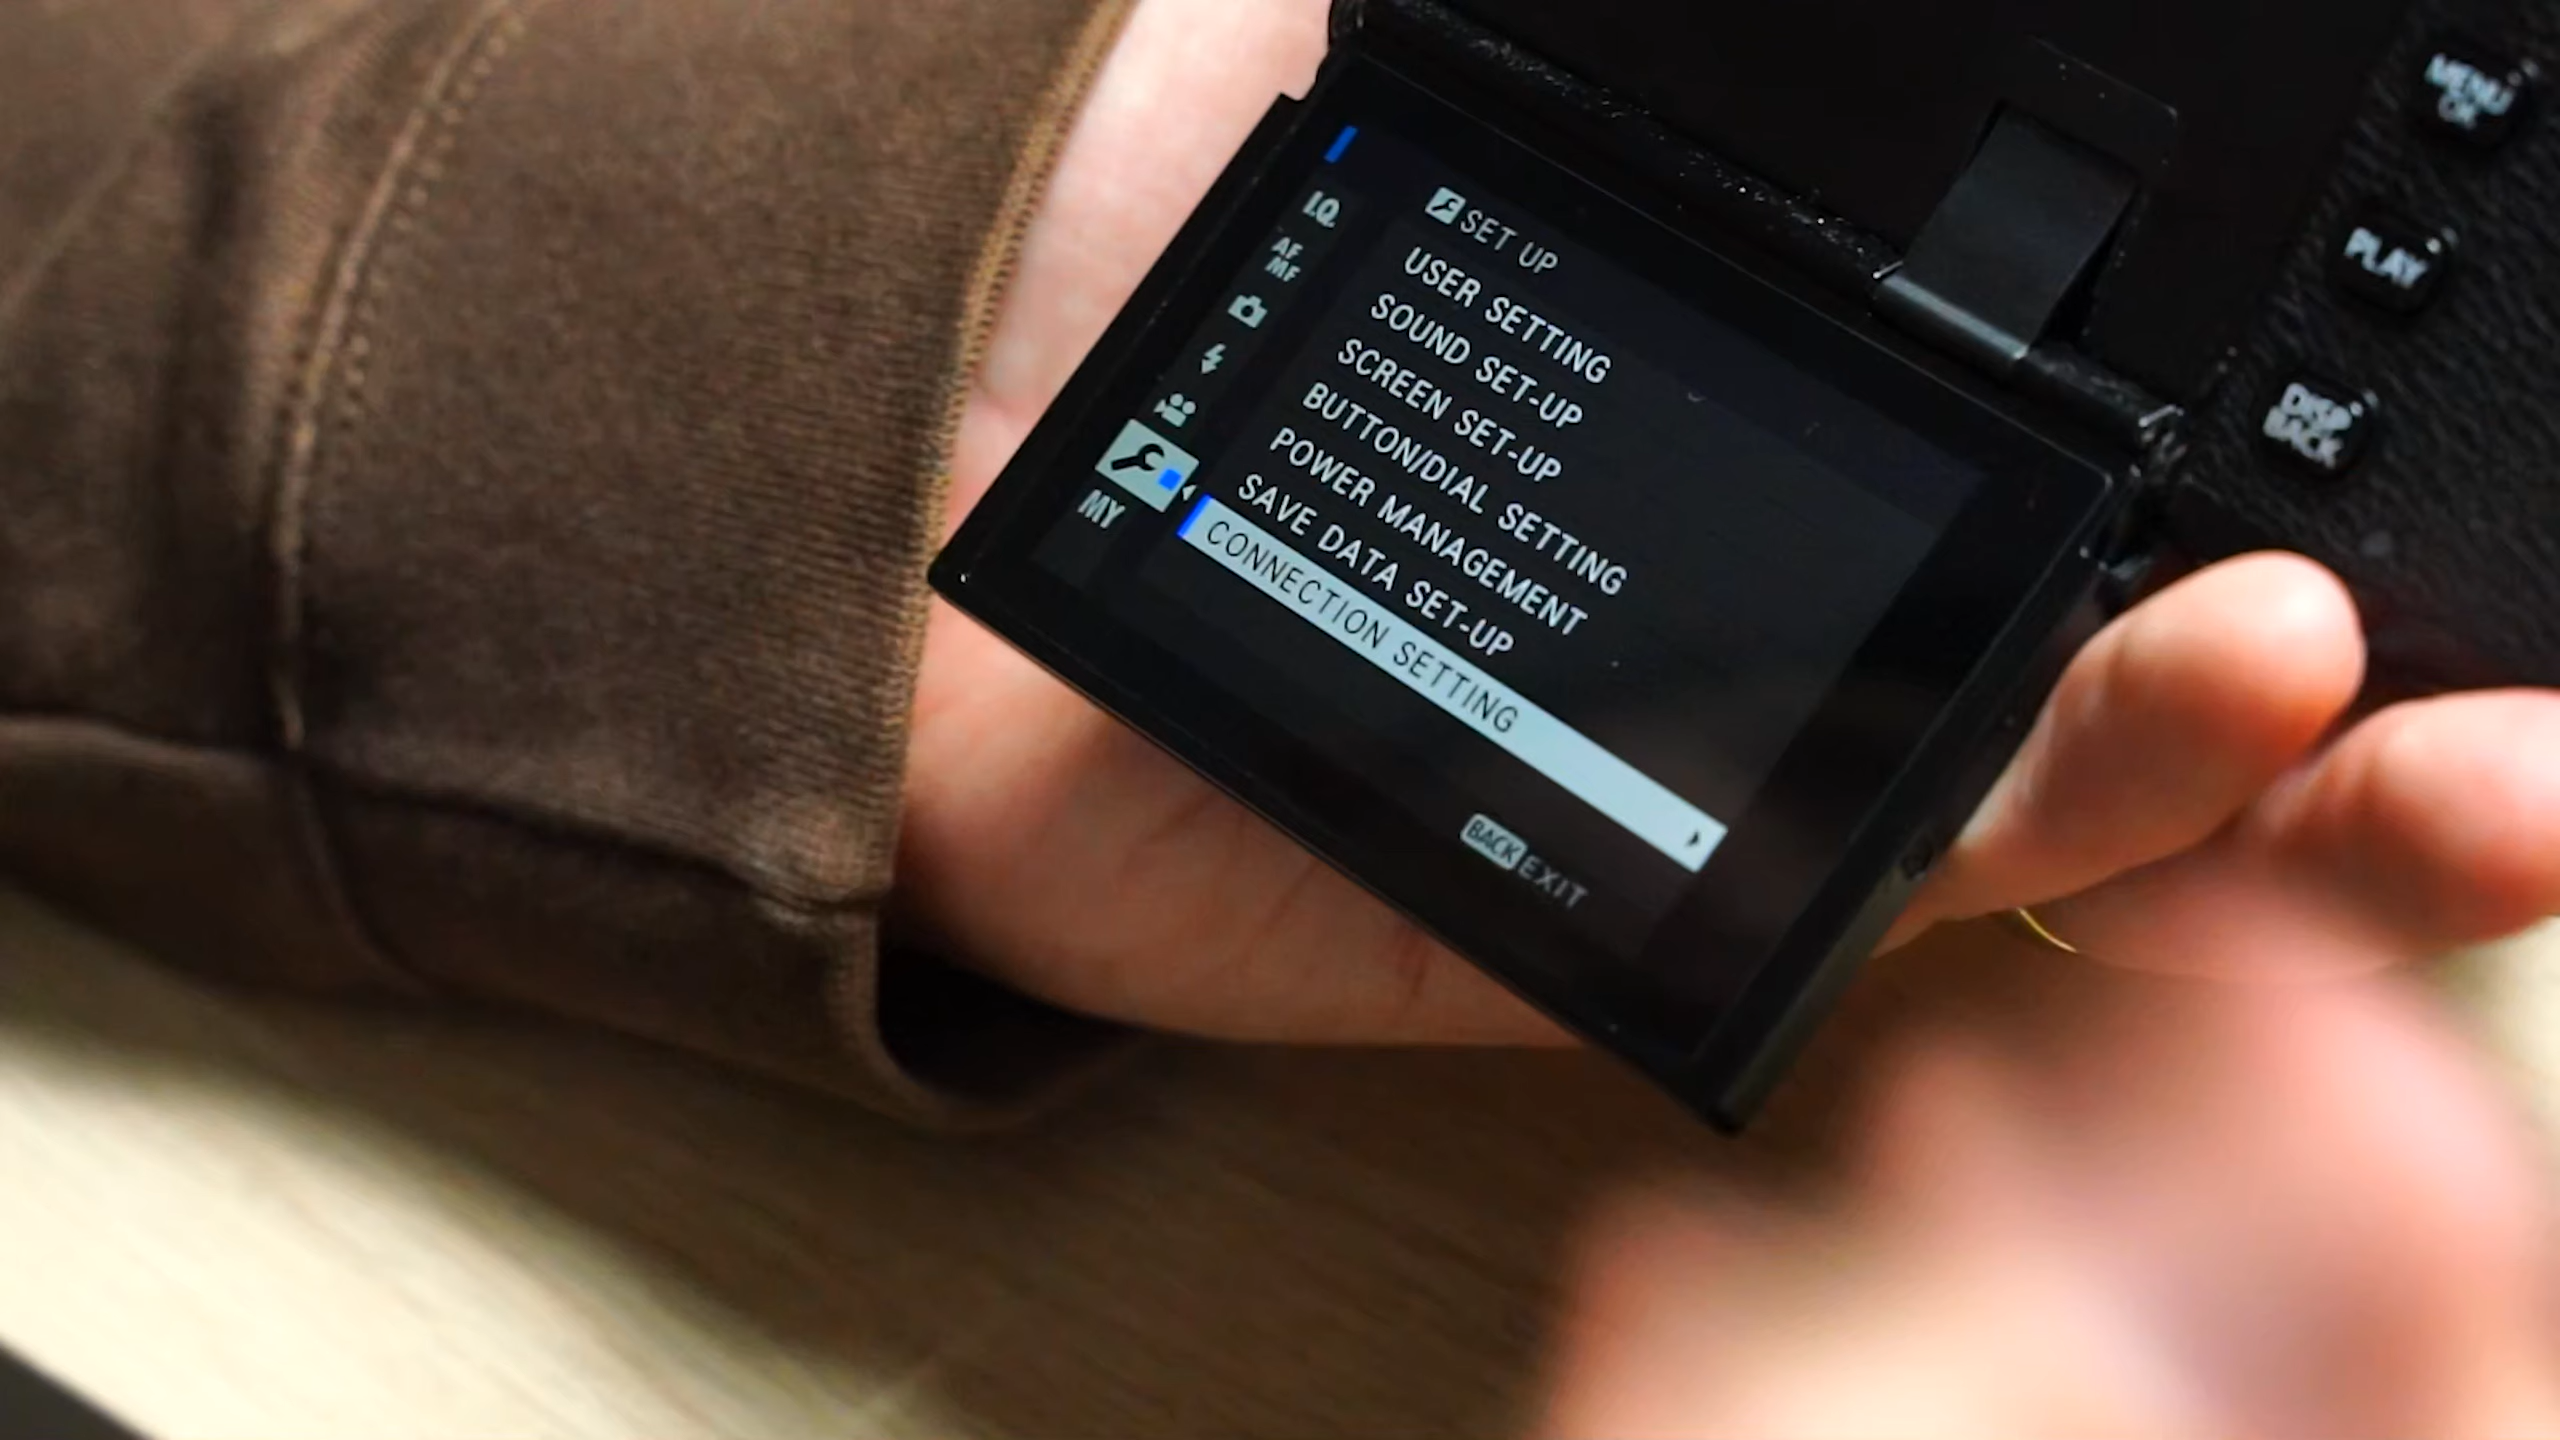 SET UP
USER SETTING
SOUND SET-UP
SCREEN SET-UP
BUTTON/DIAL SETTING
POWER MANAGEMENT
SAVE DATA SET-UP
CONNECTION SETTING
BACK EXIT
I.Q.
AF
MF
MY
MENU
OK
PLAY
DISP
BACK